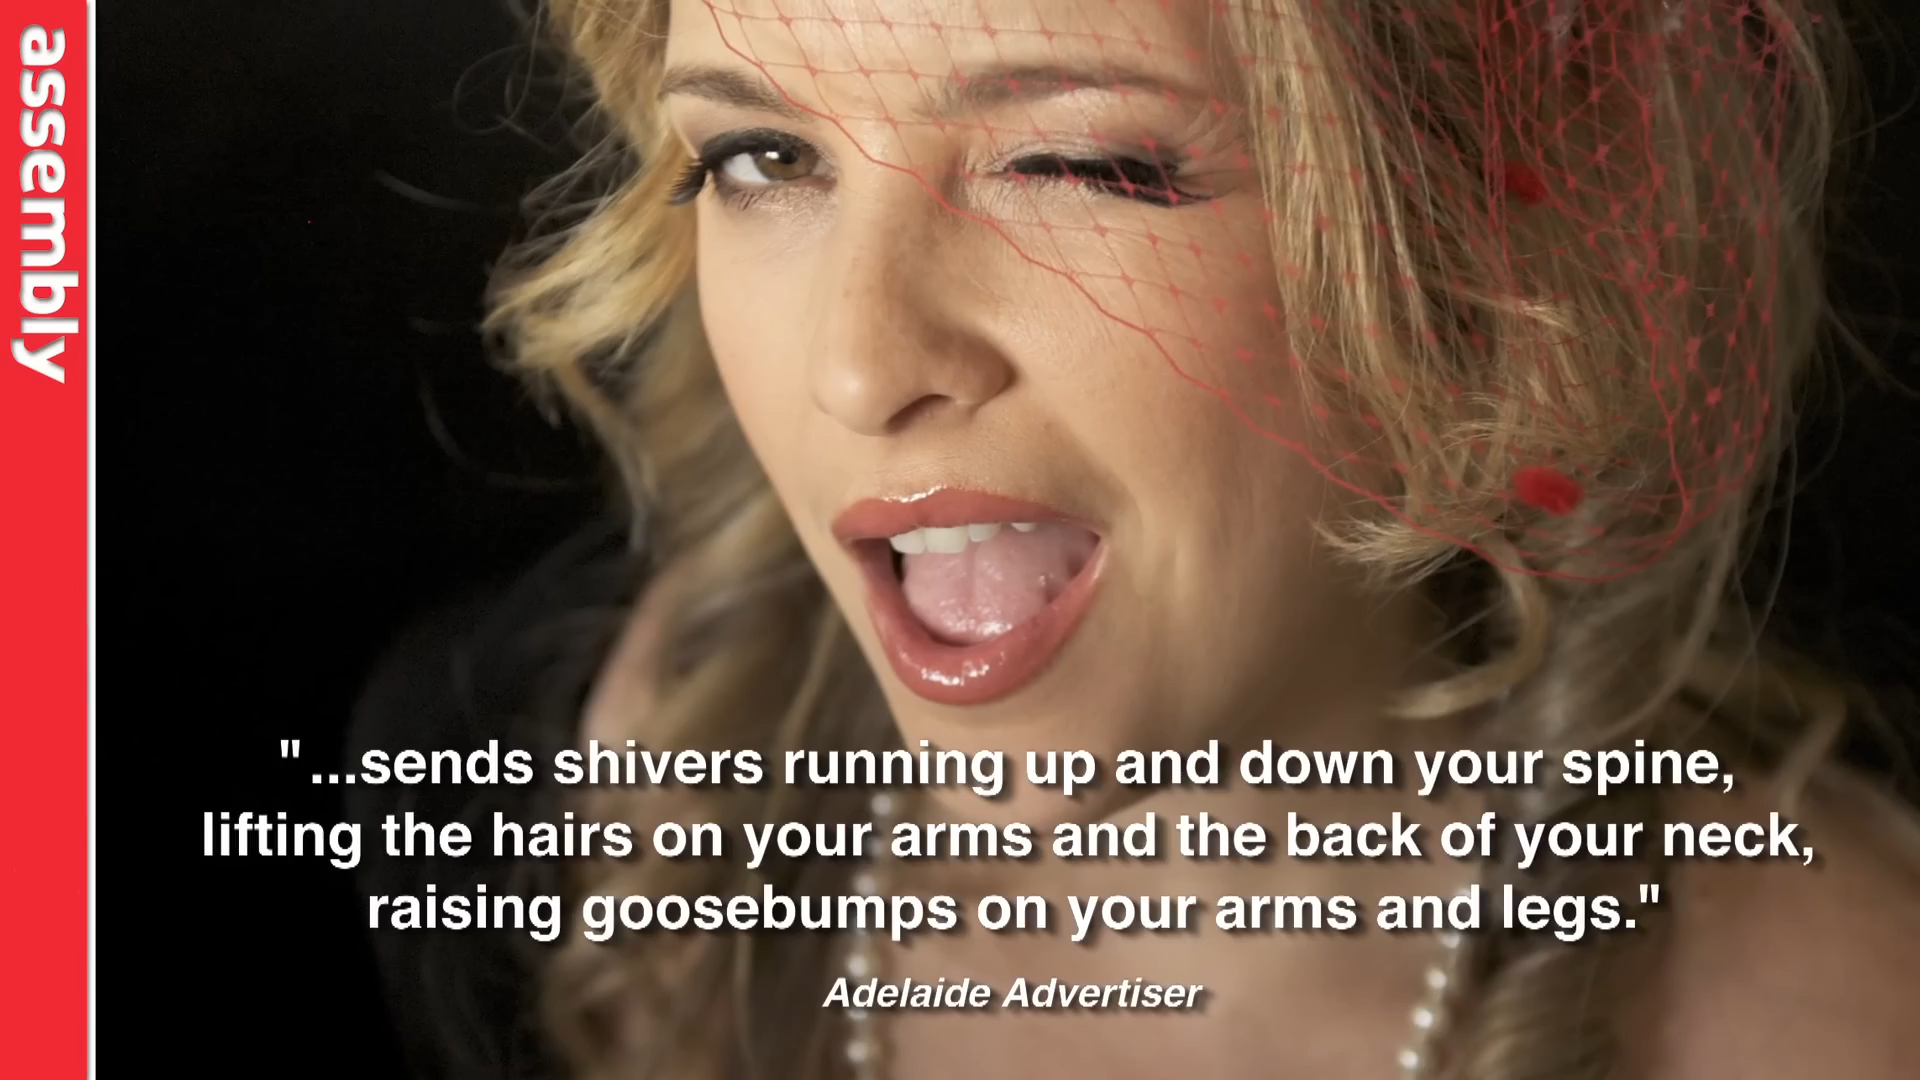 assembly
"...sends shivers running up and down your spine,
lifting the hairs on your arms and the back of your neck,
raising goosebumps on your arms and legs."
Adelaide Advertiser